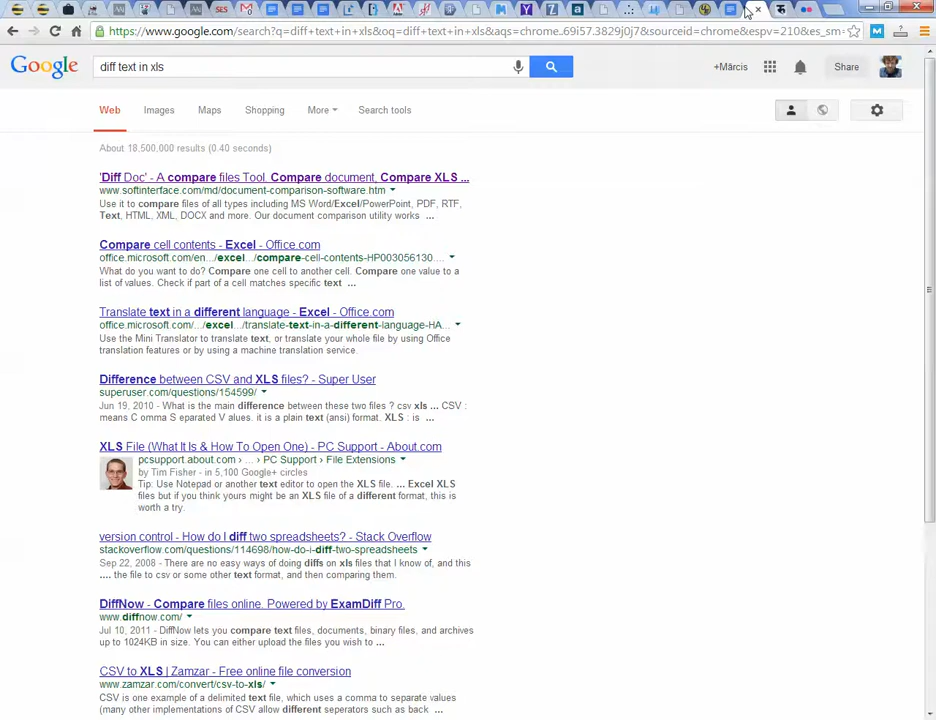 https://www.google.com/search?q=diff+text+in+xls&oq=diff+text+in+xls&aqs=chrome..69i57.3829j0j7&sourceid=chrome&espv=210&es_sm=
Google
diff text in xls
+Mārcis
Share
Web Images Maps Shopping More Search tools
About 18,500,000 results (0.40 seconds)
'Diff Doc' - A compare files Tool. Compare document, Compare XLS ...
www.softinterface.com/md/document-comparison-software.htm
Use it to compare files of all types including MS Word/Excel/PowerPoint, PDF, RTF,
Text, HTML, XML, DOCX and more. Our document comparison utility works ...
Compare cell contents - Excel - Office.com
office.microsoft.com/en.../excel.../compare-cell-contents-HP003056130....
What do you want to do? Compare one cell to another cell. Compare one value to a
list of values. Check if part of a cell matches specific text ...
Translate text in a different language - Excel - Office.com
office.microsoft.com/.../excel.../translate-text-in-a-different-language-HA...
Use the Mini Translator to translate text, or translate your whole file by using Office
translation features or by using a machine translation service.
Difference between CSV and XLS files? - Super User
superuser.com/questions/154599/
Jun 19, 2010 - What is the main difference between these two files ? csv xls ... CSV :
means C omma S eparated V alues. it is a plain text (ansi) format. XLS : is ...
XLS File (What It Is & How To Open One) - PC Support - About.com
pcsupport.about.com › ... › PC Support › File Extensions
by Tim Fisher - in 5,100 Google+ circles
Tip: Use Notepad or another text editor to open the XLS file. ... Excel XLS
files but if you think yours might be an XLS file of a different format, this is
worth a try.
version control - How do I diff two spreadsheets? - Stack Overflow
stackoverflow.com/questions/114698/how-do-i-diff-two-spreadsheets
Sep 22, 2008 - There are no easy ways of doing diffs on xls files that I know of, and this
.... the file to csv or some other text format, and then comparing them.
DiffNow - Compare files online. Powered by ExamDiff Pro.
www.diffnow.com/
Jul 10, 2011 - DiffNow lets you compare text files, documents, binary files, and archives
up to 1024KB in size. You can either upload the files you wish to ...
CSV to XLS | Zamzar - Free online file conversion
www.zamzar.com/convert/csv-to-xls/
CSV is one example of a delimited text file, which uses a comma to separate values
(many other implementations of CSV allow different seperators such as back ...